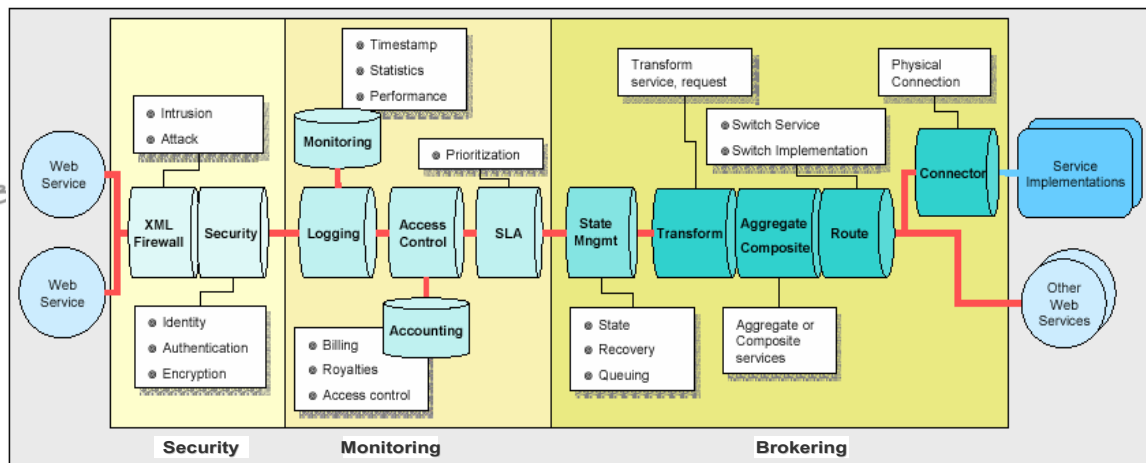 Timestamp
Statistics
Performance
Transform
service, request
Physical
Connection
Intrusion
Attack
Monitoring
Prioritization
Switch Service
Switch Implementation
Web
Service
XML
Firewall
Security
Logging
Access
Control
SLA
State
Mngmt
Transform
Aggregate
Composite
Route
Connector
Service
Implementations
Web
Service
Identity
Authentication
Encryption
Accounting
Billing
Royalties
Access control
State
Recovery
Queuing
Aggregate or
Composite
services
Other
Web
Services
Security
Monitoring
Brokering